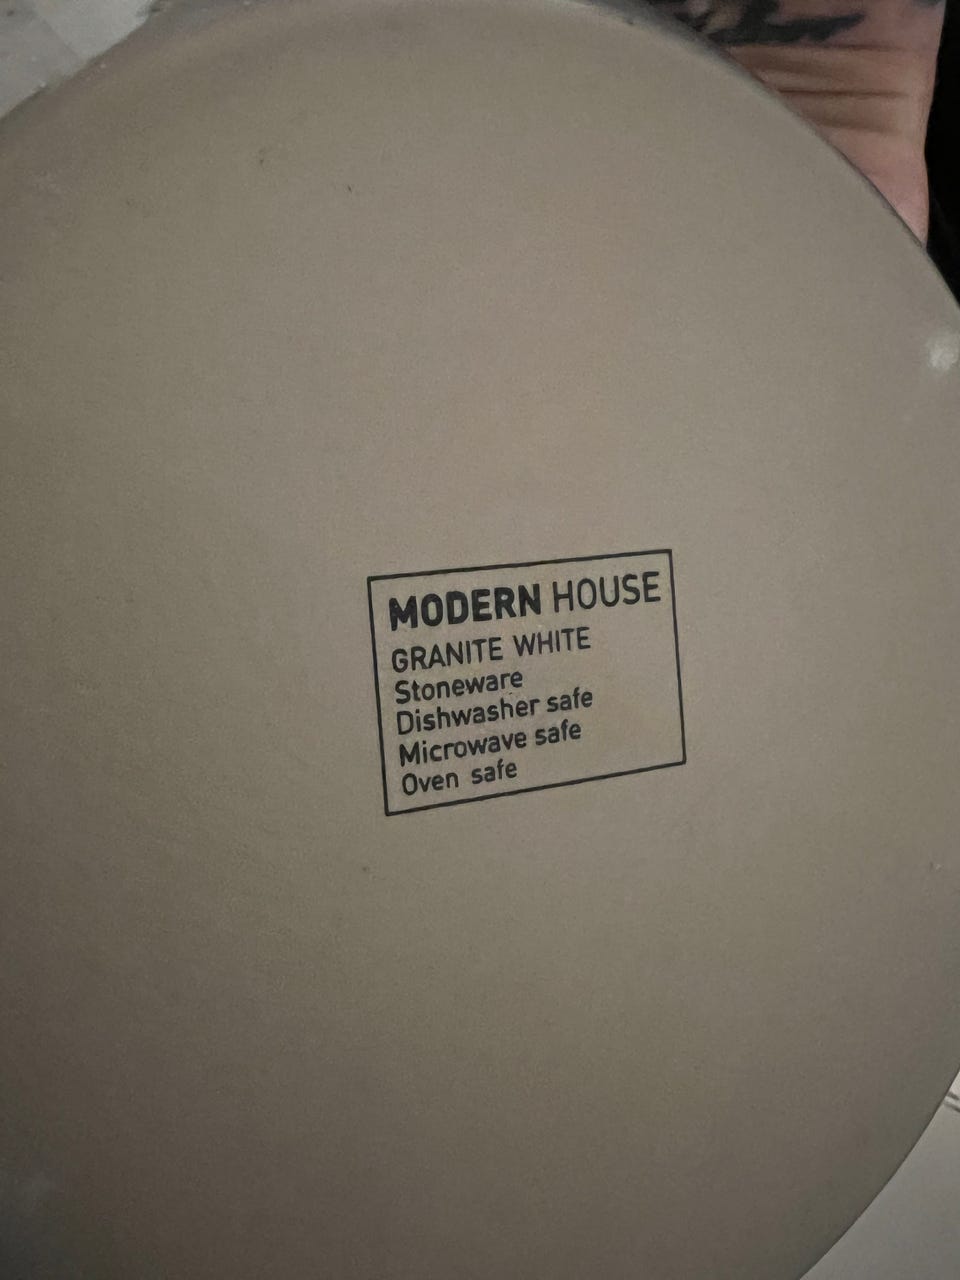 MODERN HOUSE
GRANITE WHITE
Stoneware
Dishwasher safe
Microwave safe
Oven safe